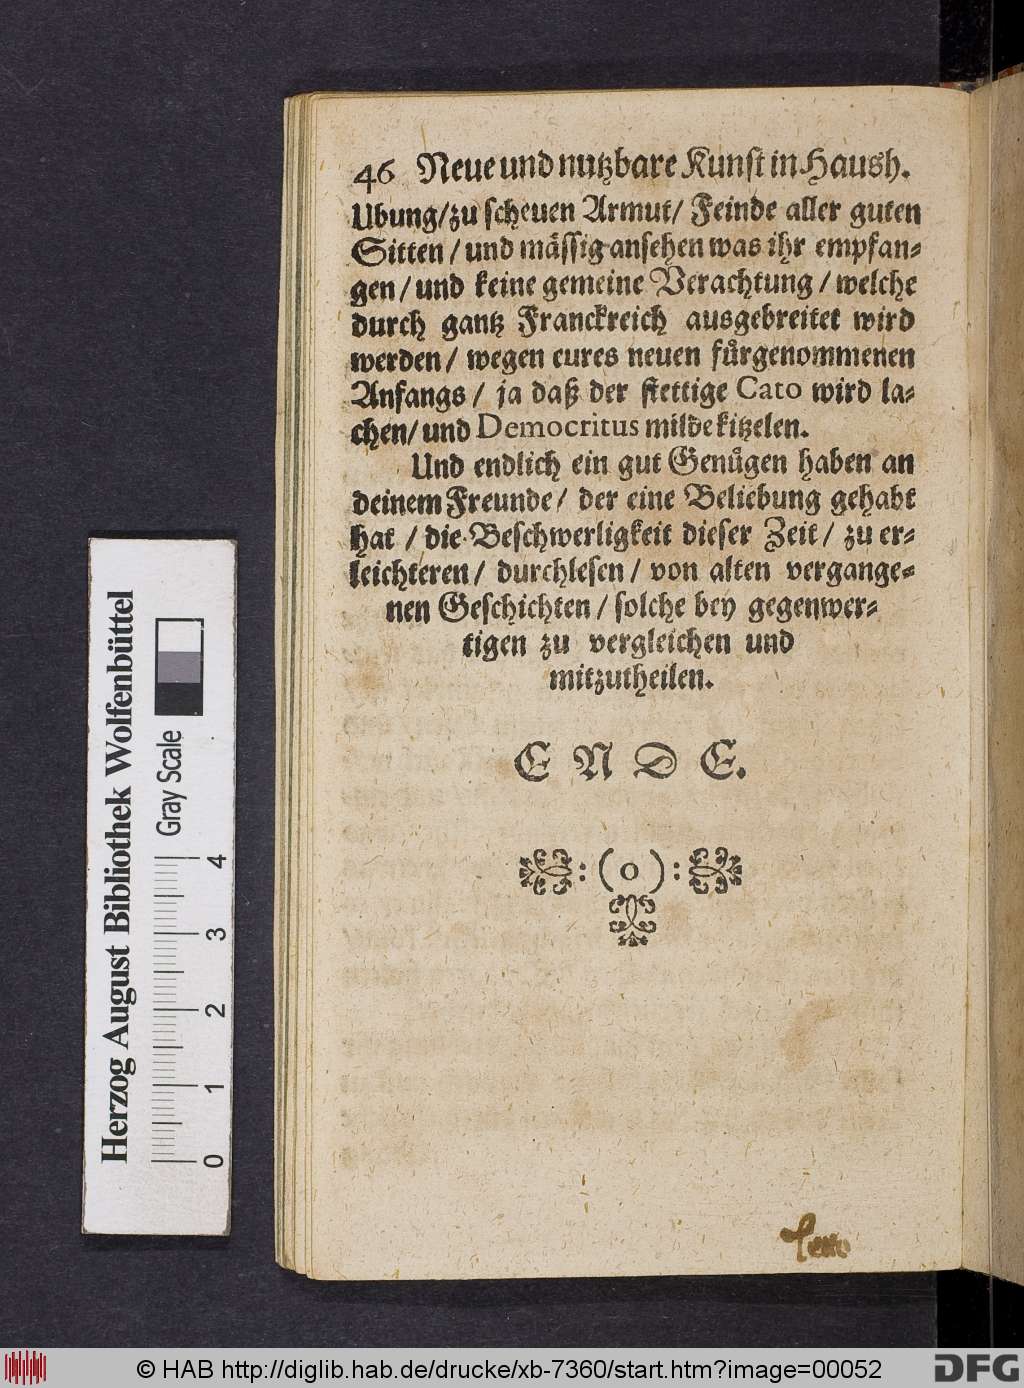 46 Neue und nutzbare Kunst in Haush.
Ubung/zu scheuen Armut/ Feinde aller guten
Sitten / und mässig ansehen was ihr empfan-
gen / und keine gemeine Verachtung / welche
durch gantz Franckreich ausgebreitet wird
werden / wegen eures neuen fürgenommenen
Anfangs / ja daß der stettige Cato wird la-
chen/ und Democritus milde kitzelen.
Und endlich ein gut Genügen haben an
deinem Freunde / der eine Beliebung gehabt
hat / die Beschwerligkeit dieser Zeit / zu er-
leichteren / durchlesen / von alten vergange-
nen Geschichten / solche bey gegenwer-
tigen zu vergleichen und
mitzutheilen.
E N D E.
:( o ):
Herzog August Bibliothek Wolfenbüttel
Gray Scale
0 1 2 3 4
© HAB http://diglib.hab.de/drucke/xb-7360/start.htm?image=00052
DFG